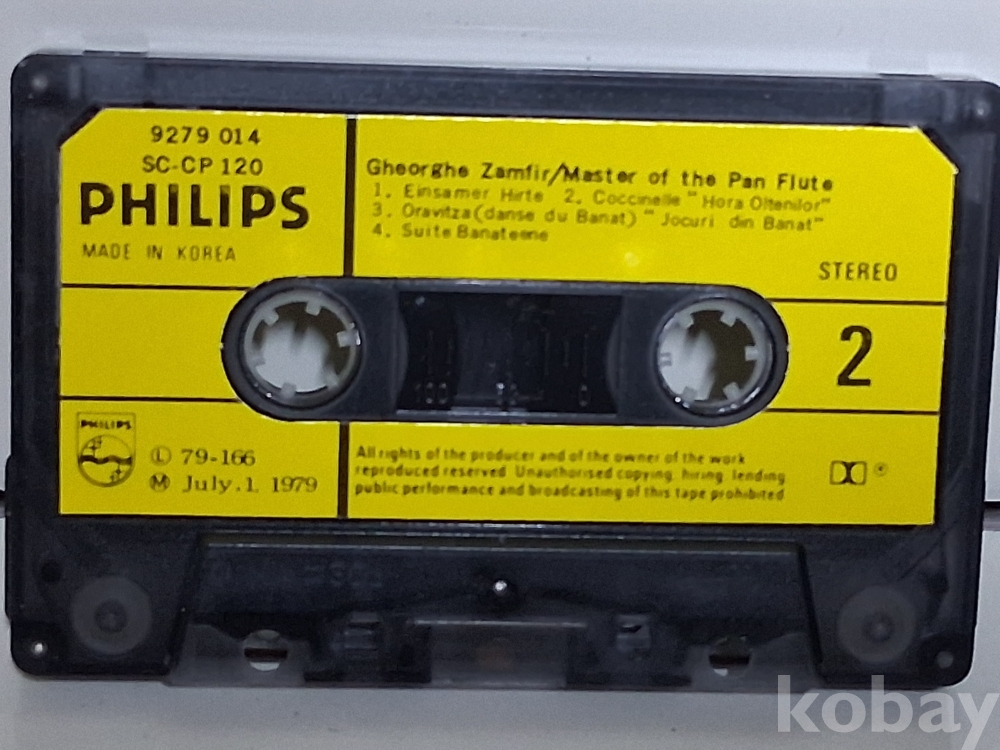 9279 014
SC-CP 120
PHILIPS
MADE IN KOREA
Gheorghe Zamfir/Master of the Pan Flute
1. Einsamer Hirte 2. Coccinelle "Hora Oltenilor"
3. Oravitza (danse du Banat) "Jocuri din Banat"
4. Suite Banateene
STEREO
2
PHILIPS
Ⓛ 79-166
Ⓜ July. 1. 1979
All rights of the producer and of the owner of the work
reproduced reserved Unauthorised copying hiring lending
public performance and broadcasting of this tape prohibited
kobay